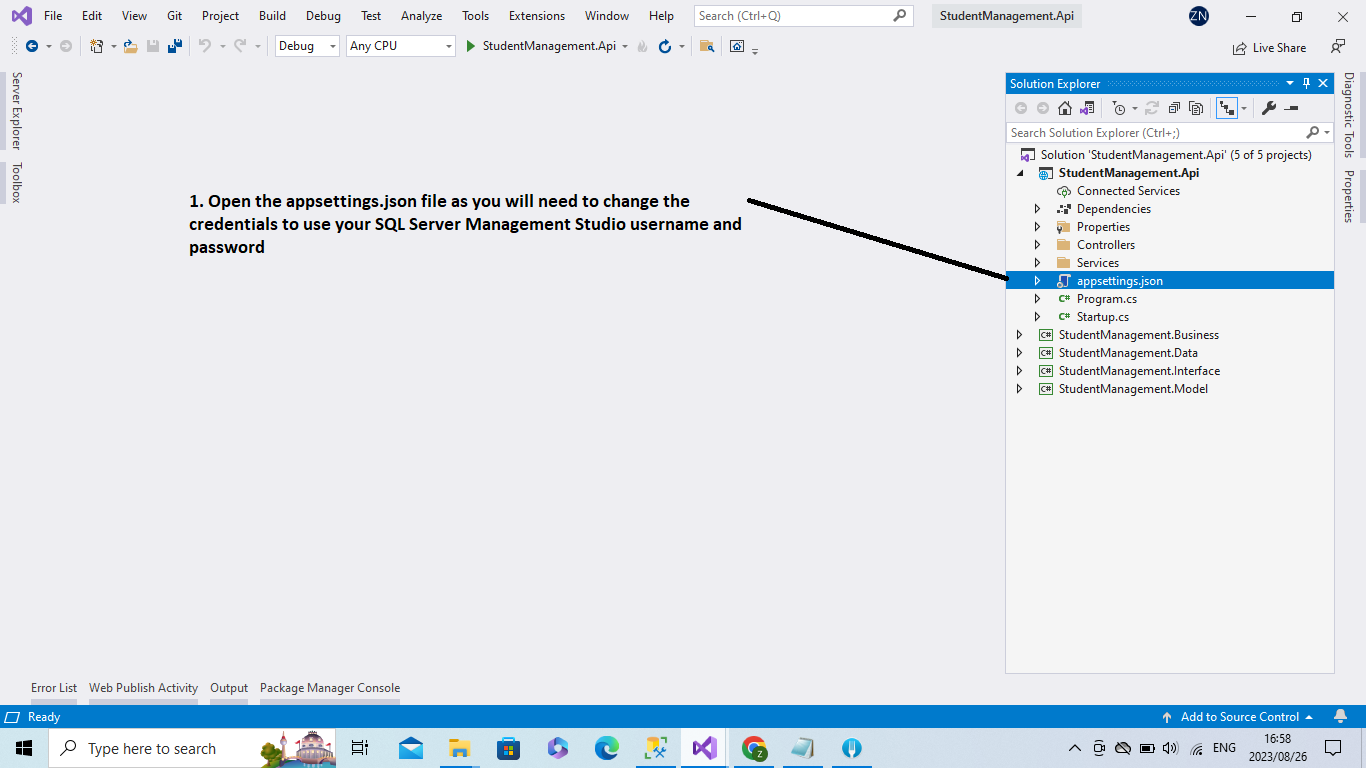 File Edit View Git Project Build Debug Test Analyze Tools Extensions Window Help Search (Ctrl+Q) StudentManagement.Api ZN
Debug Any CPU StudentManagement.Api Live Share
Server Explorer
Toolbox
1. Open the appsettings.json file as you will need to change the
credentials to use your SQL Server Management Studio username and
password
Solution Explorer
Search Solution Explorer (Ctrl+;)
Solution 'StudentManagement.Api' (5 of 5 projects)
StudentManagement.Api
Connected Services
Dependencies
Properties
Controllers
Services
appsettings.json
C# Program.cs
C# Startup.cs
C# StudentManagement.Business
C# StudentManagement.Data
C# StudentManagement.Interface
C# StudentManagement.Model
Diagnostic Tools
Properties
Error List Web Publish Activity Output Package Manager Console
Ready Add to Source Control
Type here to search Z ENG 16:58
2023/08/26